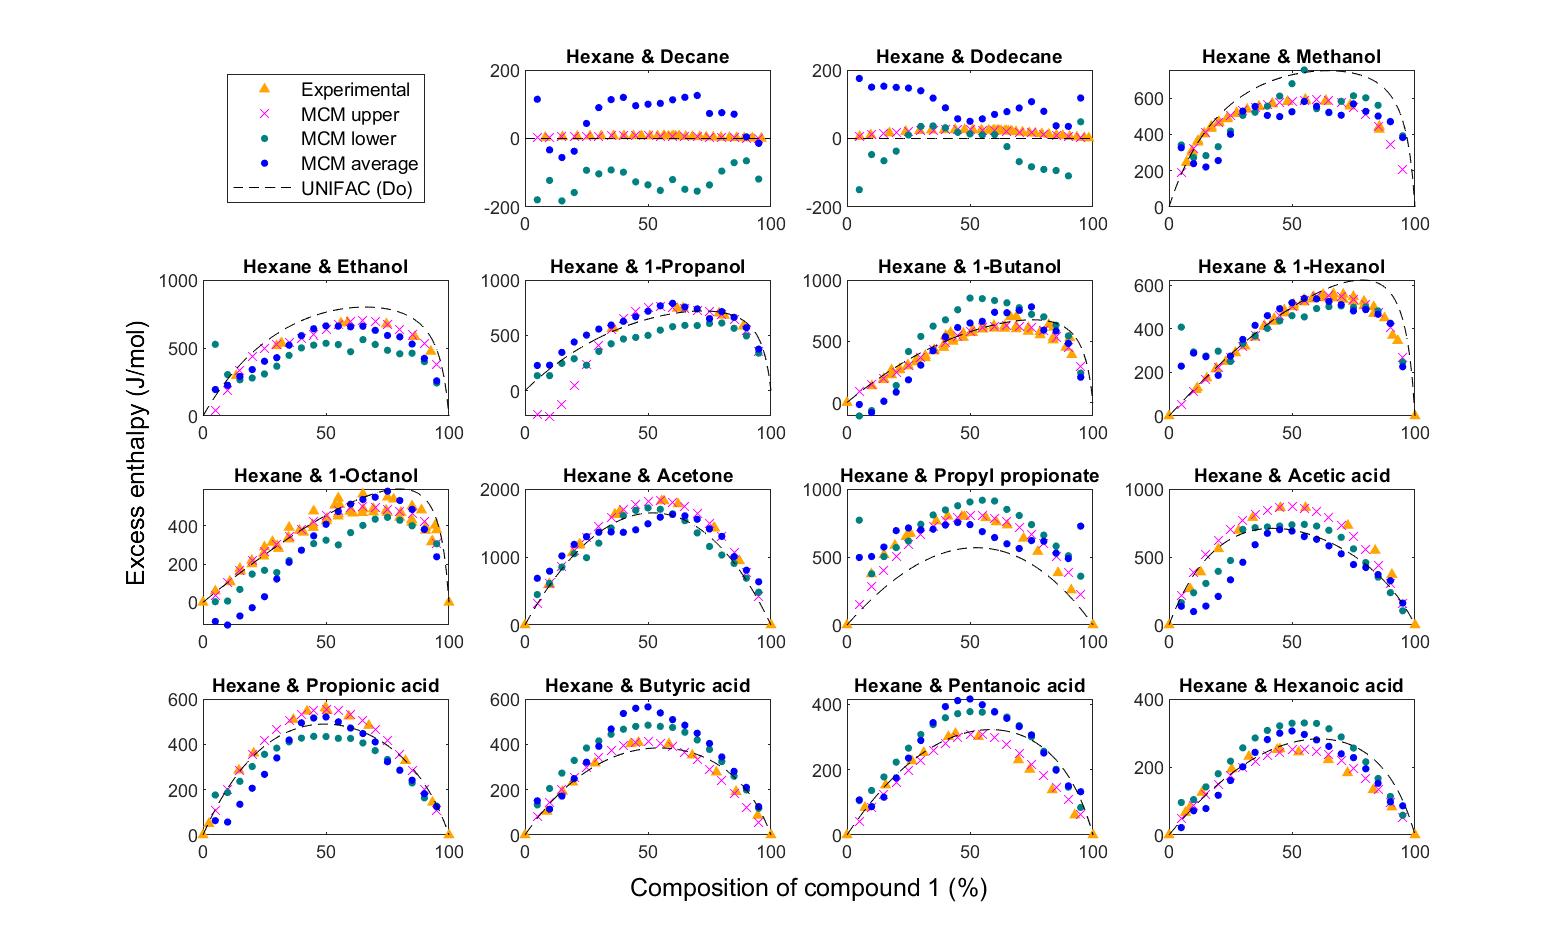 Experimental
MCM upper
MCM lower
MCM average
UNIFAC (Do)
Hexane & Decane
200
0
-200
0 50 100
Hexane & Dodecane
200
0
-200
0 50 100
Hexane & Methanol
600
400
200
0
0 50 100
Hexane & Ethanol
1000
500
0
0 50 100
Hexane & 1-Propanol
1000
500
0
0 50 100
Hexane & 1-Butanol
1000
500
0
0 50 100
Hexane & 1-Hexanol
600
400
200
0
0 50 100
Hexane & 1-Octanol
400
200
0
0 50 100
Hexane & Acetone
2000
1000
0
0 50 100
Hexane & Propyl propionate
1000
500
0
0 50 100
Hexane & Acetic acid
1000
500
0
0 50 100
Hexane & Propionic acid
600
400
200
0
0 50 100
Hexane & Butyric acid
600
400
200
0
0 50 100
Hexane & Pentanoic acid
400
200
0
0 50 100
Hexane & Hexanoic acid
400
300
200
100
0
0 50 100
Excess enthalpy (J/mol)
Composition of compound 1 (%)